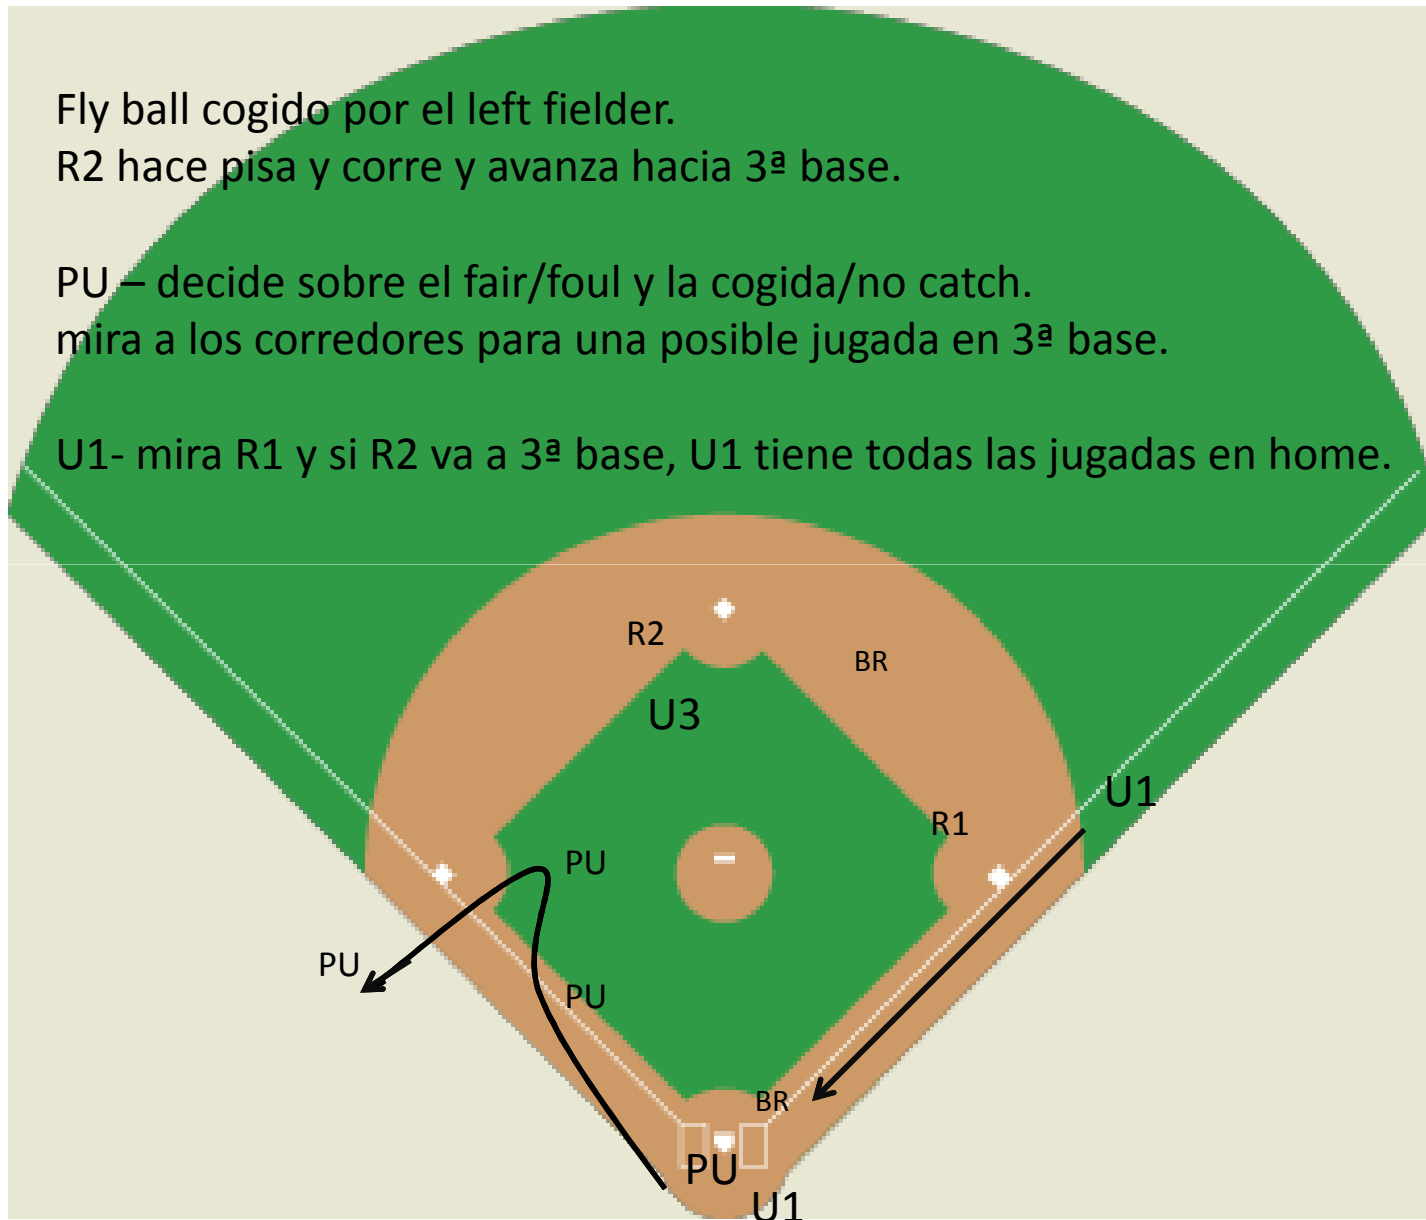 Fly ball cogido por el left fielder.
R2 hace pisa y corre y avanza hacia 3ª base.
PU – decide sobre el fair/foul y la cogida/no catch.
mira a los corredores para una posible jugada en 3ª base.
U1- mira R1 y si R2 va a 3ª base, U1 tiene todas las jugadas en home.
R2
BR
U3
U1
R1
PU
PU
PU
BR
PU
U1